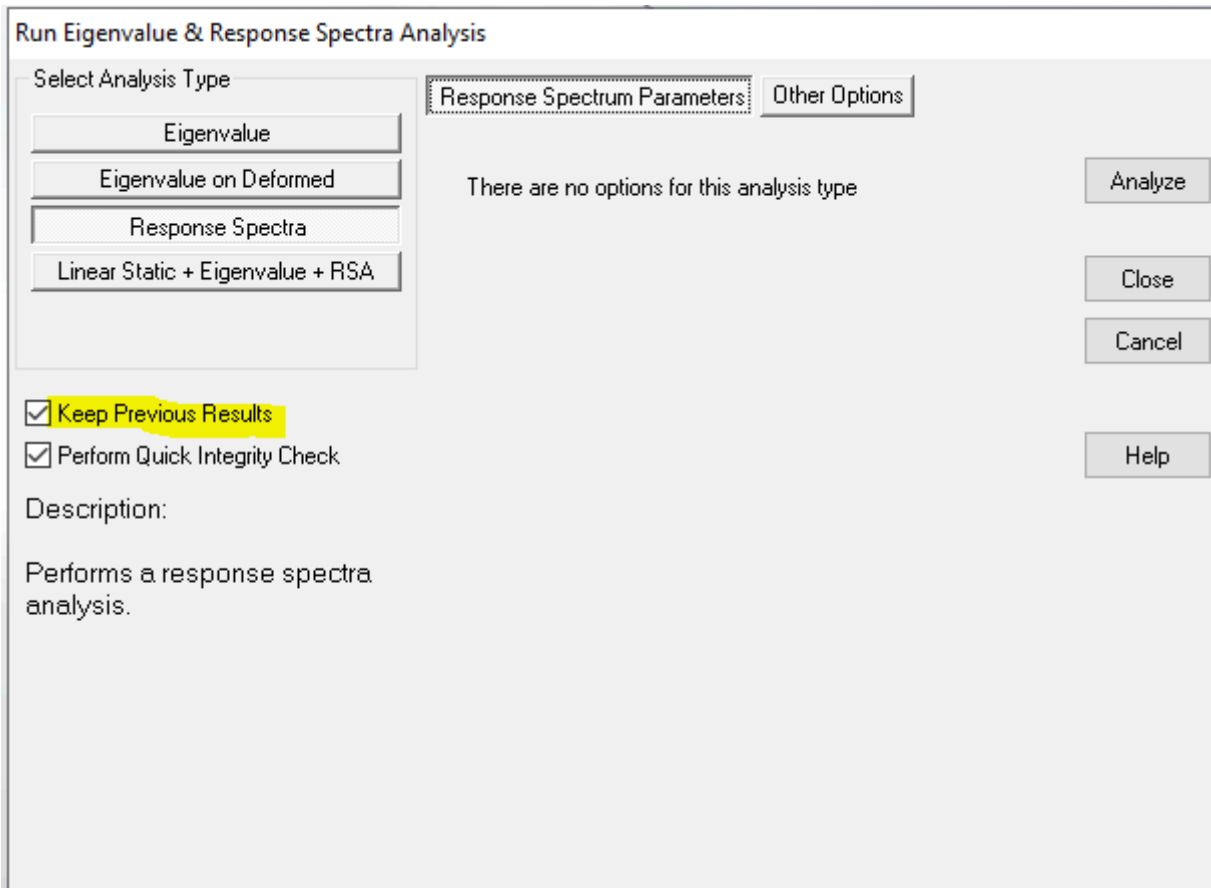 Run Eigenvalue & Response Spectra Analysis
Select Analysis Type
Eigenvalue
Eigenvalue on Deformed
Response Spectra
Linear Static + Eigenvalue + RSA
Response Spectrum Parameters
Other Options
There are no options for this analysis type
Analyze
Close
Cancel
Keep Previous Results
Perform Quick Integrity Check
Help
Description:
Performs a response spectra
analysis.